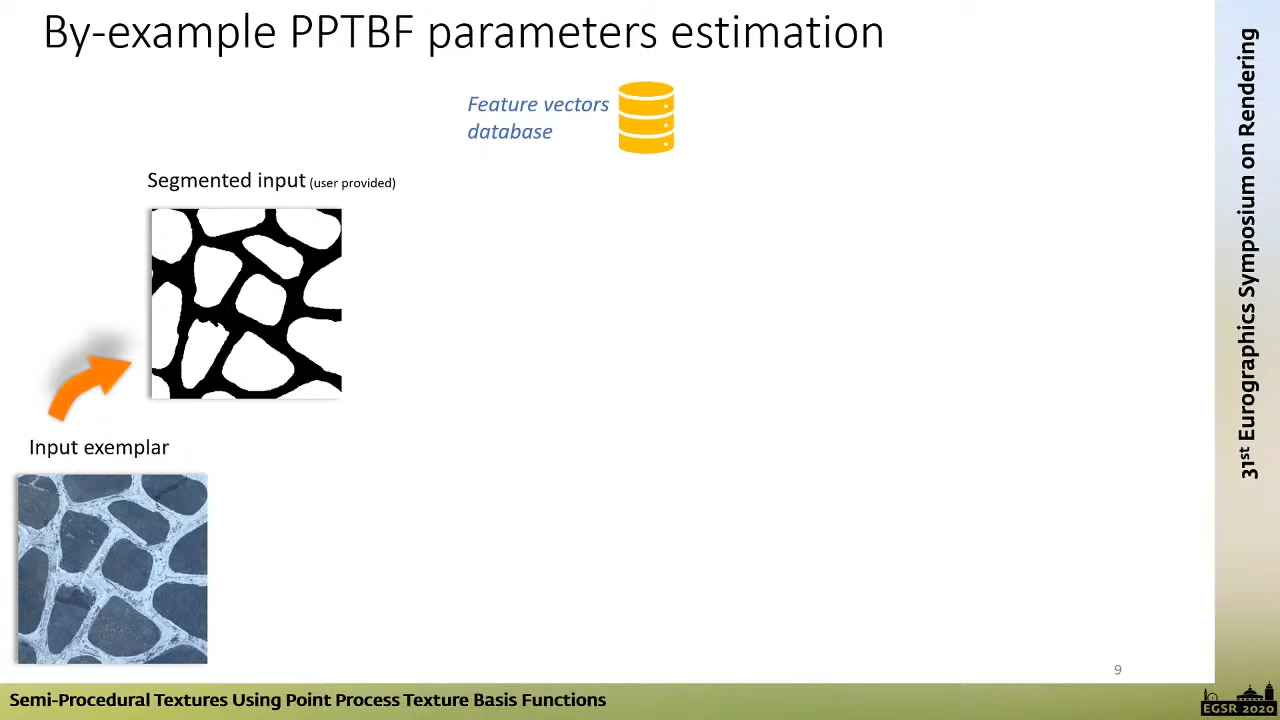 By-example PPTBF parameters estimation
Feature vectors
database
Segmented input (user provided)
Input exemplar
31st Eurographics Symposium on Rendering
9
Semi-Procedural Textures Using Point Process Texture Basis Functions
EGSR 2020